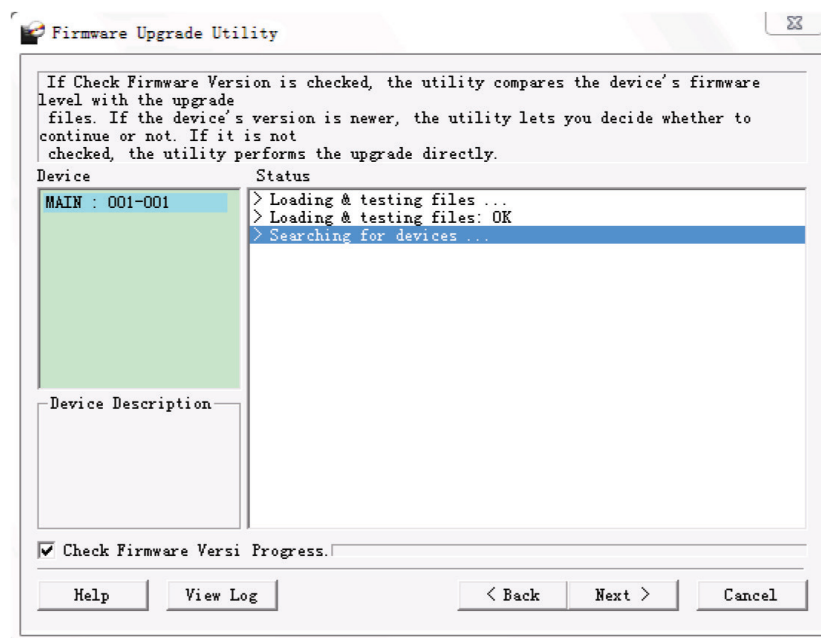 Firmware Upgrade Utility
If Check Firmware Version is checked, the utility compares the device's firmware
level with the upgrade
files. If the device's version is newer, the utility lets you decide whether to
continue or not. If it is not
checked, the utility performs the upgrade directly.
Device Status
MAIN : 001-001
> Loading & testing files ...
> Loading & testing files: OK
> Searching for devices ...
Device Description
Check Firmware Versi Progress.
Help View Log < Back Next > Cancel